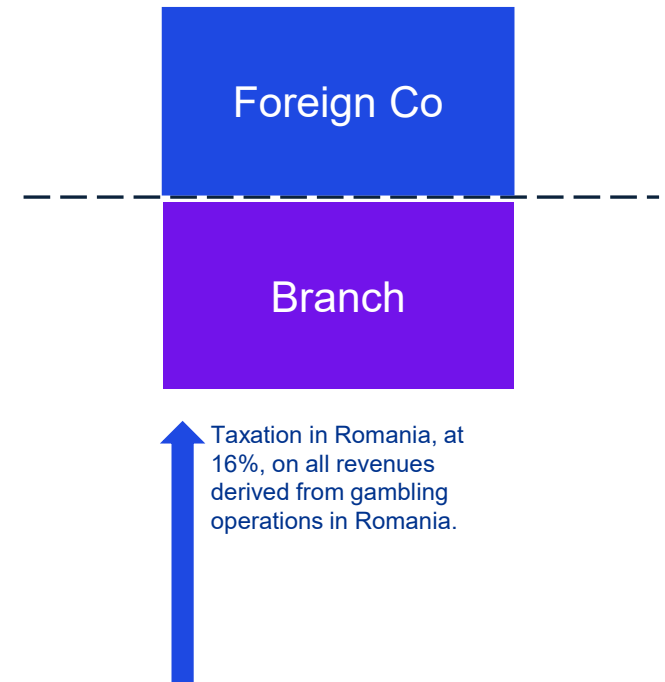 Foreign Co
Branch
Taxation in Romania, at
16%, on all revenues
derived from gambling
operations in Romania.